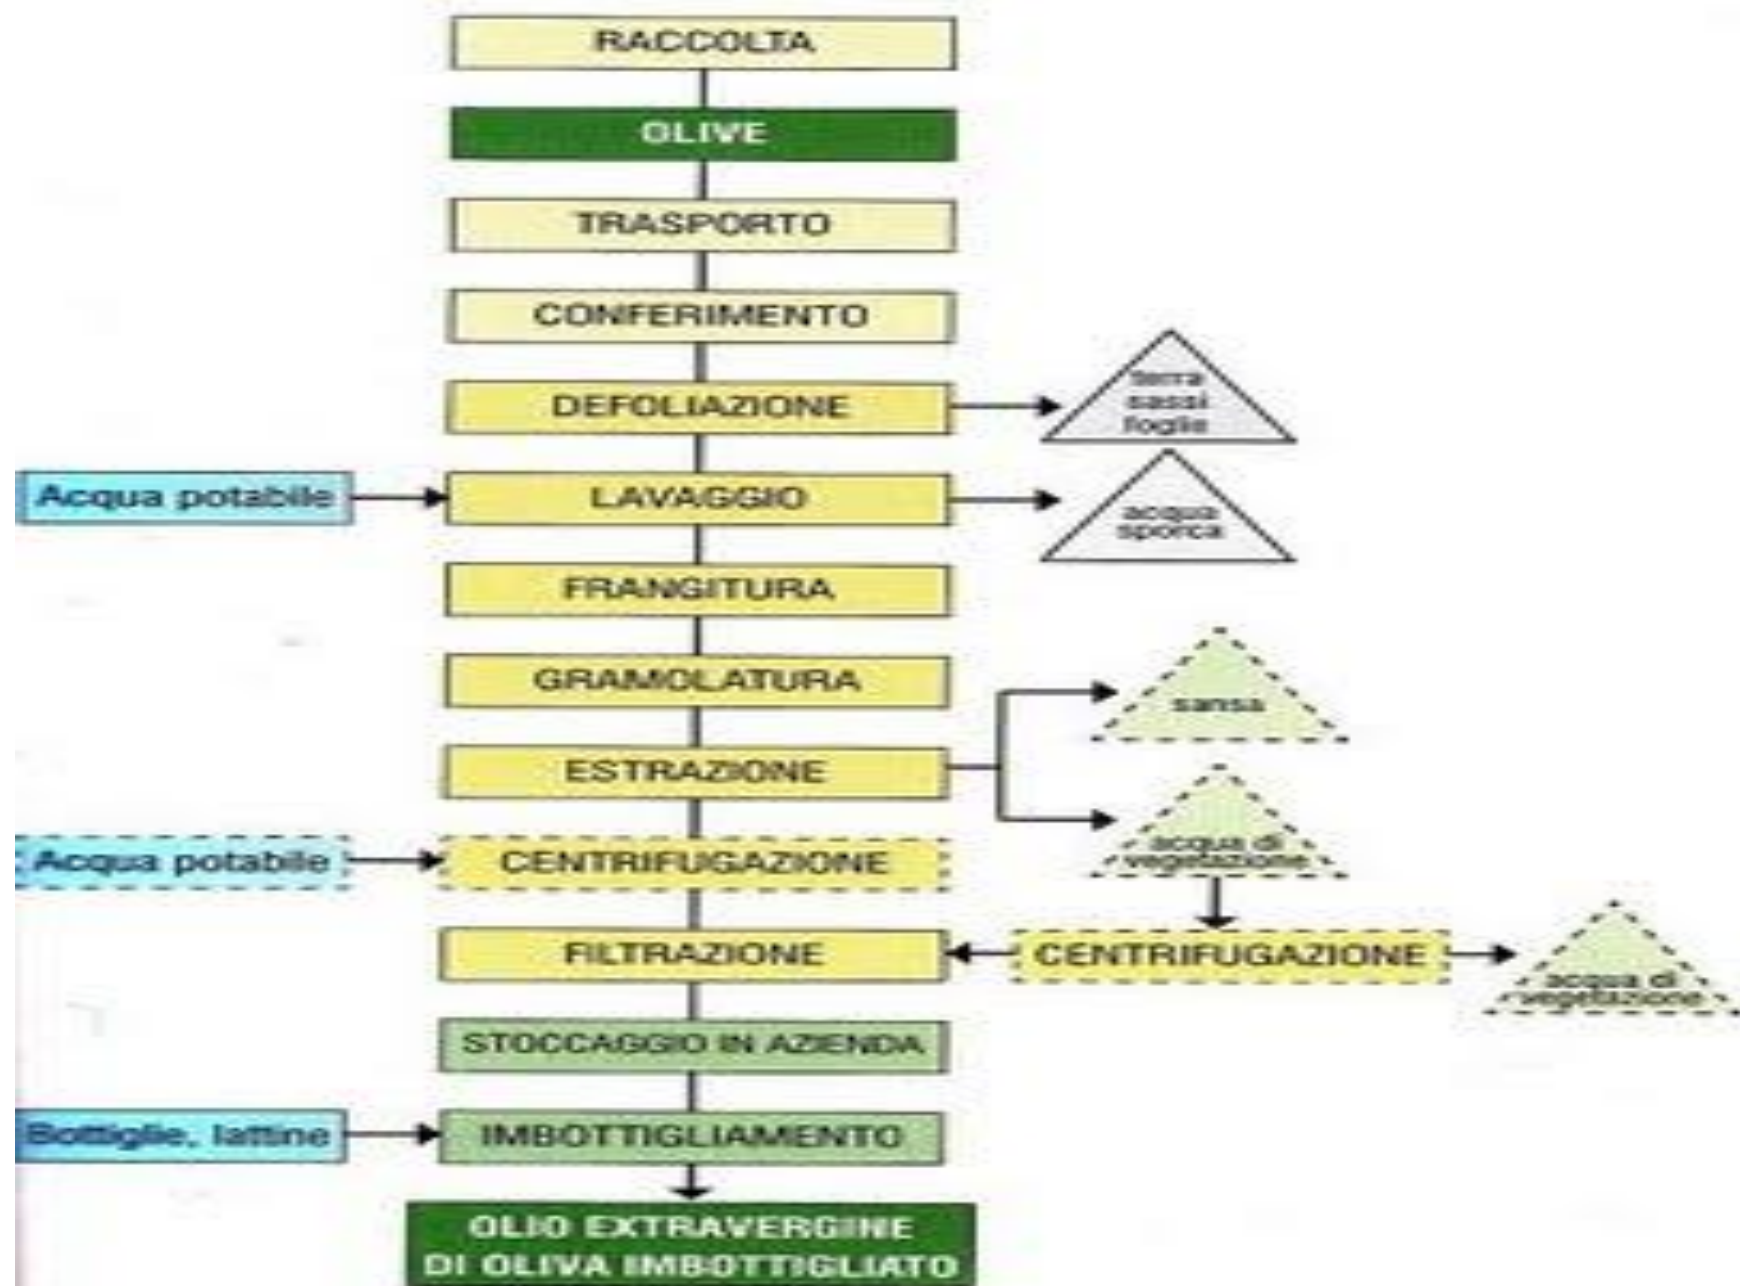 RACCOLTA
OLIVE
TRASPORTO
CONFERIMENTO
DEFOLIAZIONE
terra
sassi
foglie
Acqua potabile
LAVAGGIO
acqua
sporca
FRANGITURA
GRAMOLATURA
sansa
ESTRAZIONE
acqua di
vegetazione
Acqua potabile
CENTRIFUGAZIONE
FILTRAZIONE
CENTRIFUGAZIONE
acqua di
vegetazione
STOCCAGGIO IN AZIENDA
Bottiglie, lattine
IMBOTTIGLIAMENTO
OLIO EXTRAVERGINE
DI OLIVA IMBOTTIGLIATO